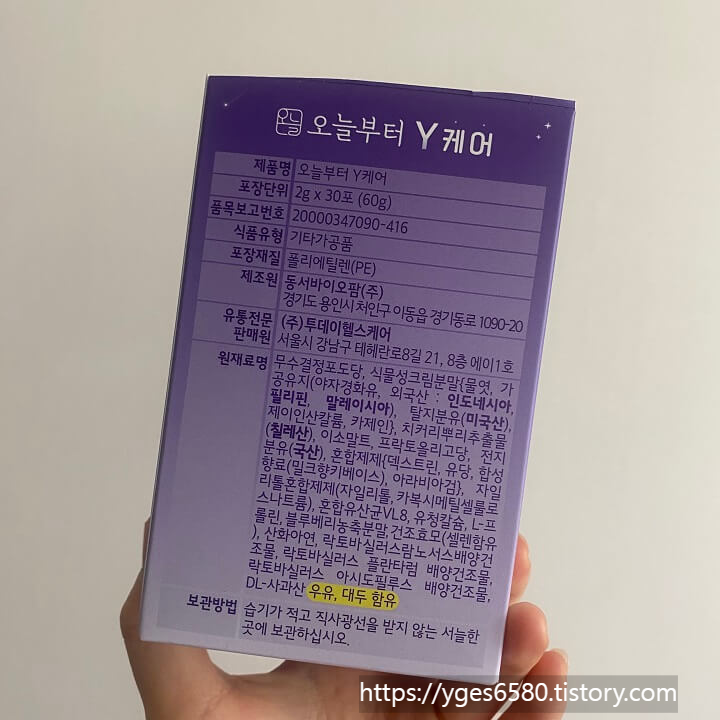 오늘 오늘부터 Y케어
제품명 오늘부터 Y케어
포장단위 2g x 30포 (60g)
품목보고번호 20000347090-416
식품유형 기타가공품
포장재질 폴리에틸렌(PE)
제조원 동서바이오팜(주)
경기도 용인시 처인구 이동읍 경기동로 1090-20
유통전문판매원 (주)투데이헬스케어
서울시 강남구 테헤란로8길 21, 8층 에이1호
원재료명 무수결정포도당, 식물성크림분말{물엿, 가
공유지(야자경화유, 외국산 : 인도네시아,
필리핀, 말레이시아), 탈지분유(미국산),
제이인산칼륨, 카제인}, 치커리뿌리추출물
(칠레산), 이소말트, 프락토올리고당, 전지
분유(국산), 혼합제제{덱스트린, 유당, 합성
향료(밀크향키베이스), 아라비아검}, 자일
리톨혼합제제(자일리톨, 카복시메틸셀룰로
스나트륨), 혼합유산균VL8, 유청칼슘, L-프
롤린, 블루베리농축분말, 건조효모(셀렌함유
), 산화아연, 락토바실러스람노서스배양건
조물, 락토바실러스 플란타럼 배양건조물,
락토바실러스 아시도필루스 배양건조물,
DL-사과산 우유, 대두 함유
보관방법 습기가 적고 직사광선을 받지 않는 서늘한
곳에 보관하십시오.
https://yges6580.tistory.com